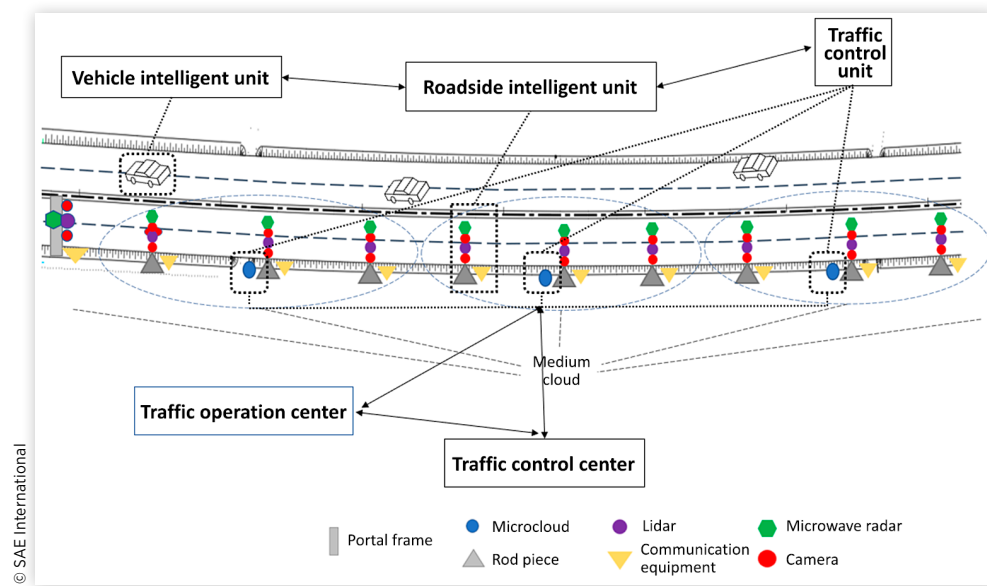 Vehicle intelligent unit
Roadside intelligent unit
Traffic
control
unit
Medium
cloud
Traffic operation center
Traffic control center
© SAE International
Portal frame
Microcloud
Lidar
Microwave radar
Rod piece
Communication
equipment
Camera